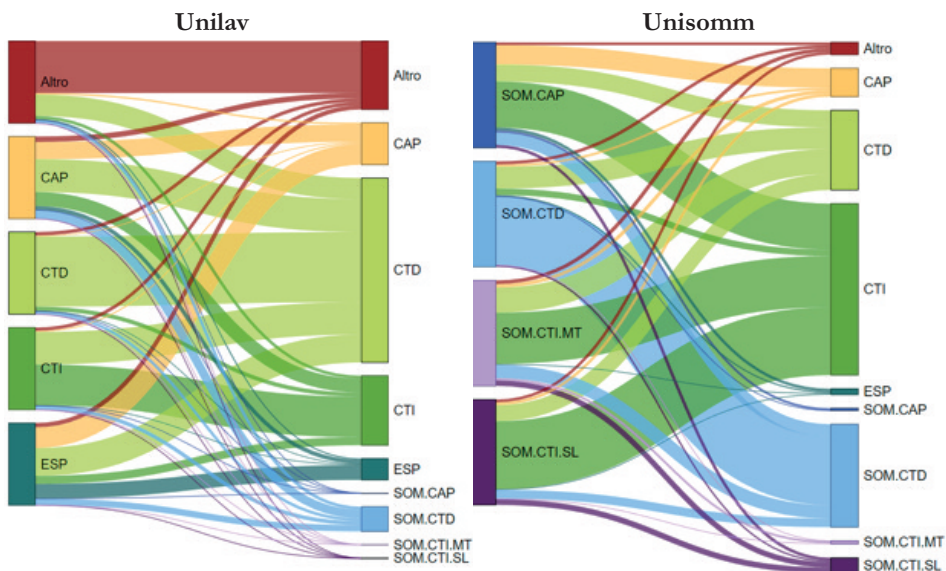 Unilav
Altro
CAP
CTD
CTI
ESP
Altro
CAP
CTD
CTI
ESP
SOM.CAP
SOM.CTD
SOM.CTI.MT
SOM.CTI.SL
Unisomm
SOM.CAP
SOM.CTD
SOM.CTI.MT
SOM.CTI.SL
Altro
CAP
CTD
CTI
ESP
SOM.CAP
SOM.CTD
SOM.CTI.MT
SOM.CTI.SL